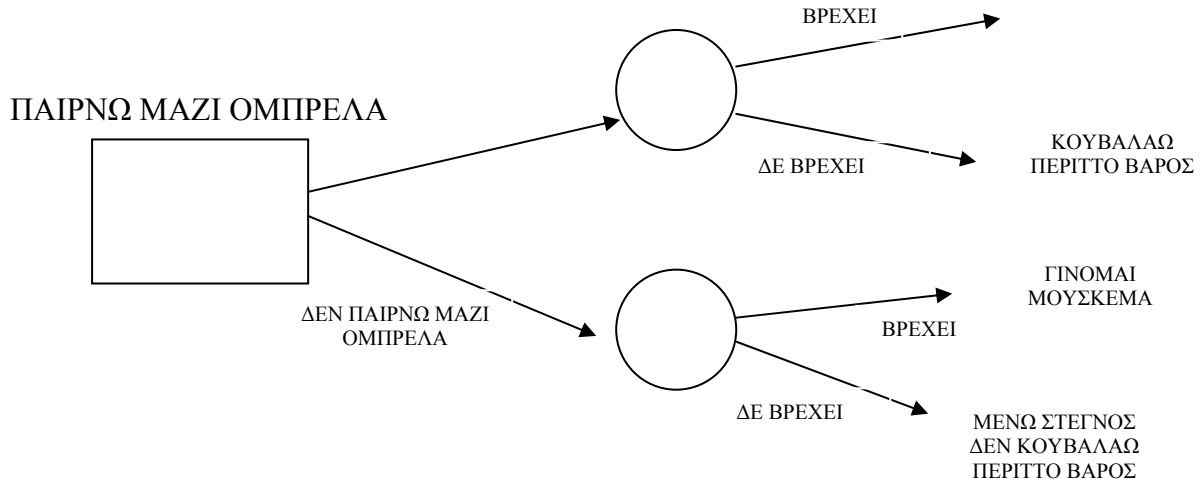 ΒΡΕΧΕΙ
ΠΑΙΡΝΩ ΜΑΖΙ ΟΜΠΡΕΛΑ
ΔΕ ΒΡΕΧΕΙ
ΚΟΥΒΑΛΑΩ
ΠΕΡΙΤΤΟ ΒΑΡΟΣ
ΔΕΝ ΠΑΙΡΝΩ ΜΑΖΙ
ΟΜΠΡΕΛΑ
ΒΡΕΧΕΙ
ΓΙΝΟΜΑΙ
ΜΟΥΣΚΕΜΑ
ΔΕ ΒΡΕΧΕΙ
ΜΕΝΩ ΣΤΕΓΝΟΣ
ΔΕΝ ΚΟΥΒΑΛΑΩ
ΠΕΡΙΤΤΟ ΒΑΡΟΣ